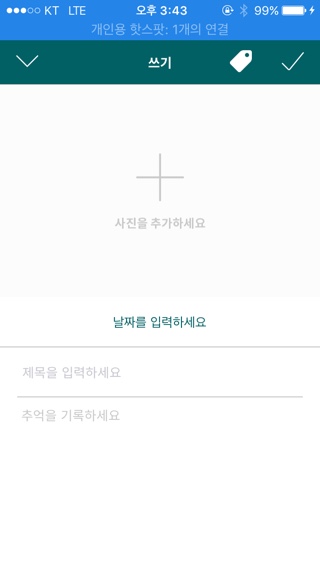 KT LTE 오후 3:43 99%
개인용 핫스팟: 1개의 연결
쓰기
사진을 추가하세요
날짜를 입력하세요
제목을 입력하세요
추억을 기록하세요